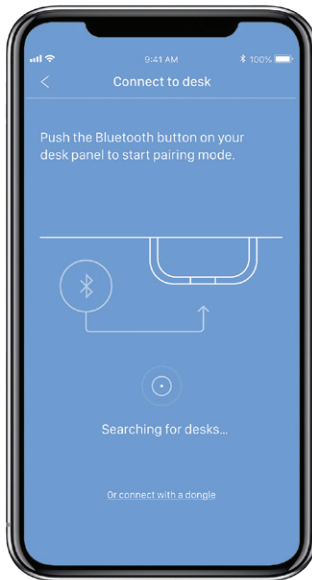 9:41 AM
100%
Connect to desk
Push the Bluetooth button on your
desk panel to start pairing mode.
Searching for desks...
Or connect with a dongle